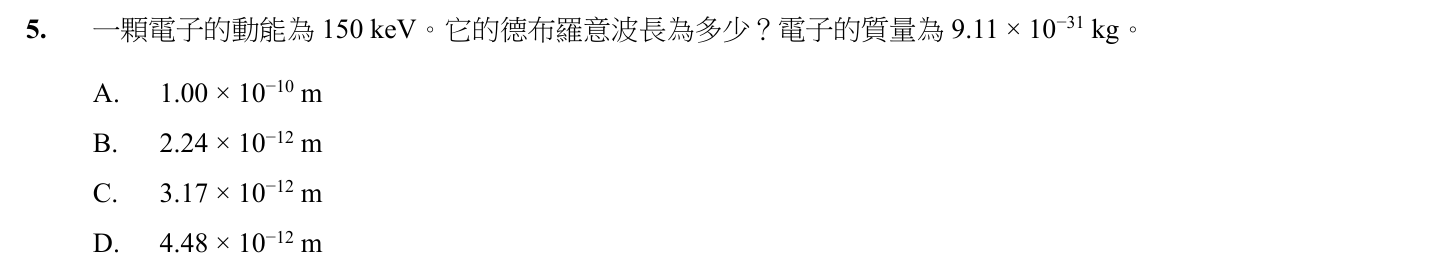 5. 一顆電子的動能為 150 keV。它的德布羅意波長為多少？電子的質量為 9.11 × 10⁻³¹ kg。
A. 1.00 × 10⁻¹⁰ m
B. 2.24 × 10⁻¹² m
C. 3.17 × 10⁻¹² m
D. 4.48 × 10⁻¹² m